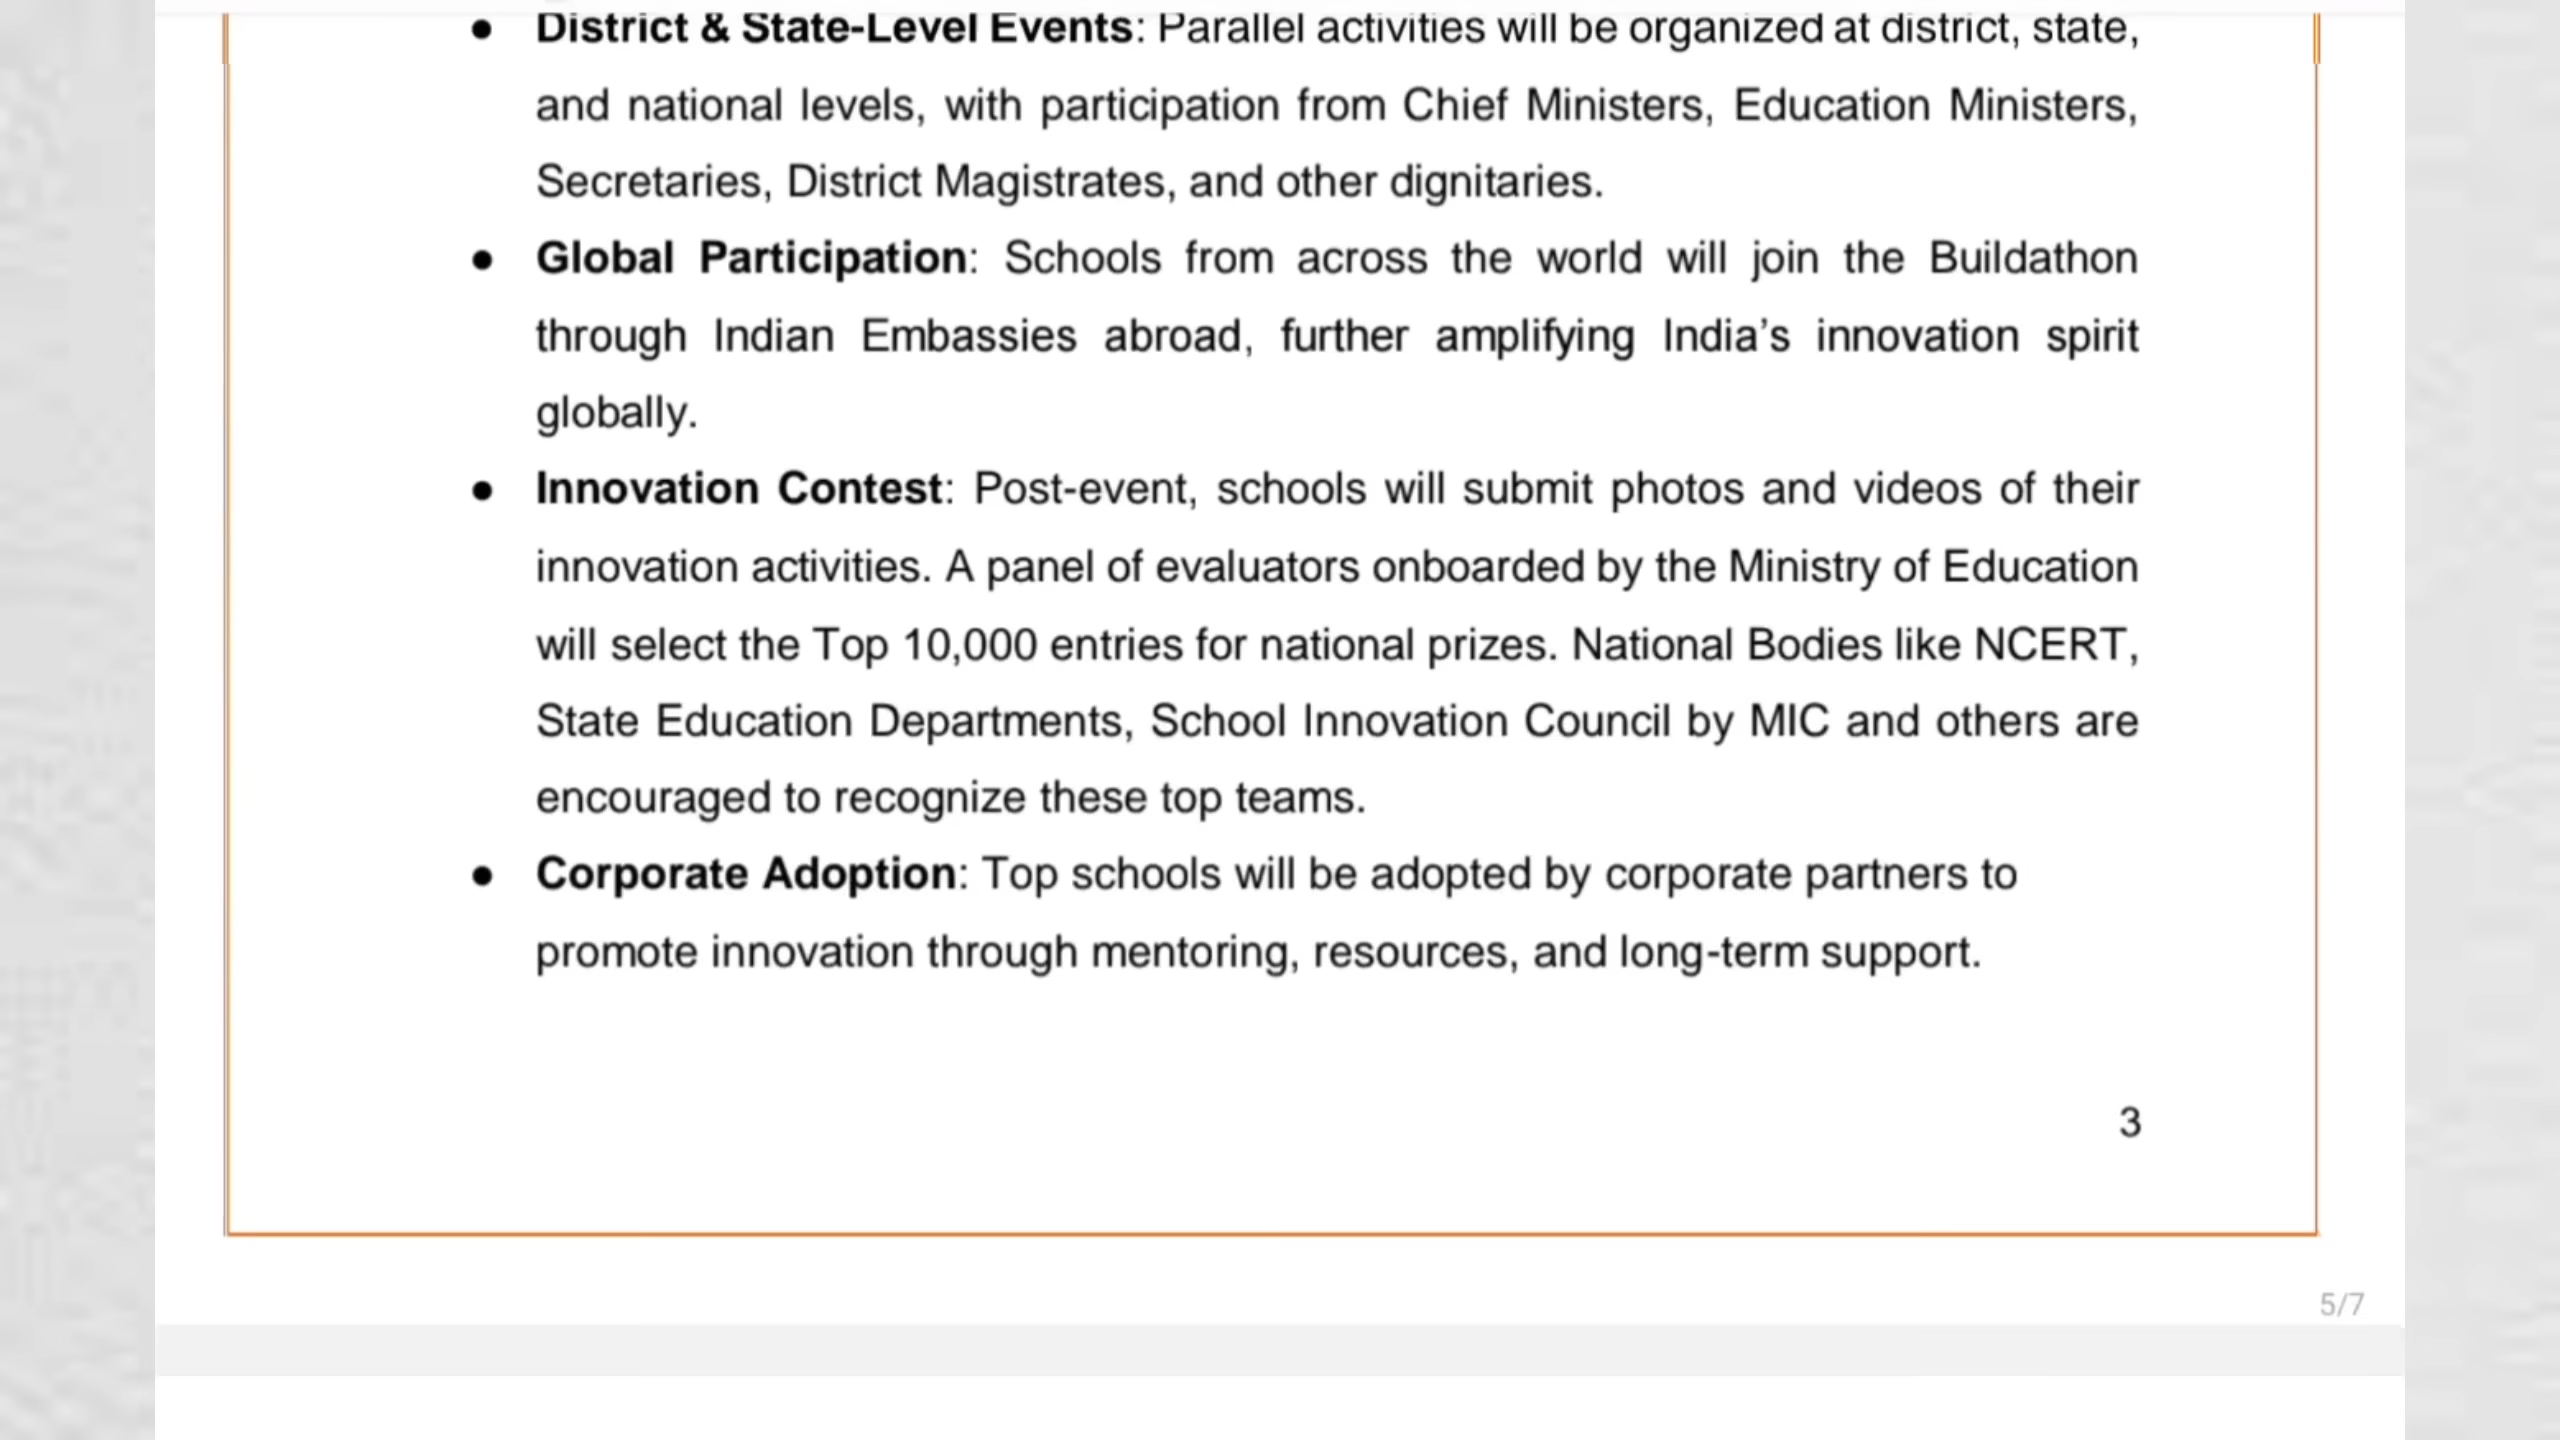 ● District & State-Level Events: Parallel activities will be organized at district, state,
and national levels, with participation from Chief Ministers, Education Ministers,
Secretaries, District Magistrates, and other dignitaries.
● Global Participation: Schools from across the world will join the Buildathon
through Indian Embassies abroad, further amplifying India’s innovation spirit
globally.
● Innovation Contest: Post-event, schools will submit photos and videos of their
innovation activities. A panel of evaluators onboarded by the Ministry of Education
will select the Top 10,000 entries for national prizes. National Bodies like NCERT,
State Education Departments, School Innovation Council by MIC and others are
encouraged to recognize these top teams.
● Corporate Adoption: Top schools will be adopted by corporate partners to
promote innovation through mentoring, resources, and long-term support.
3
5/7